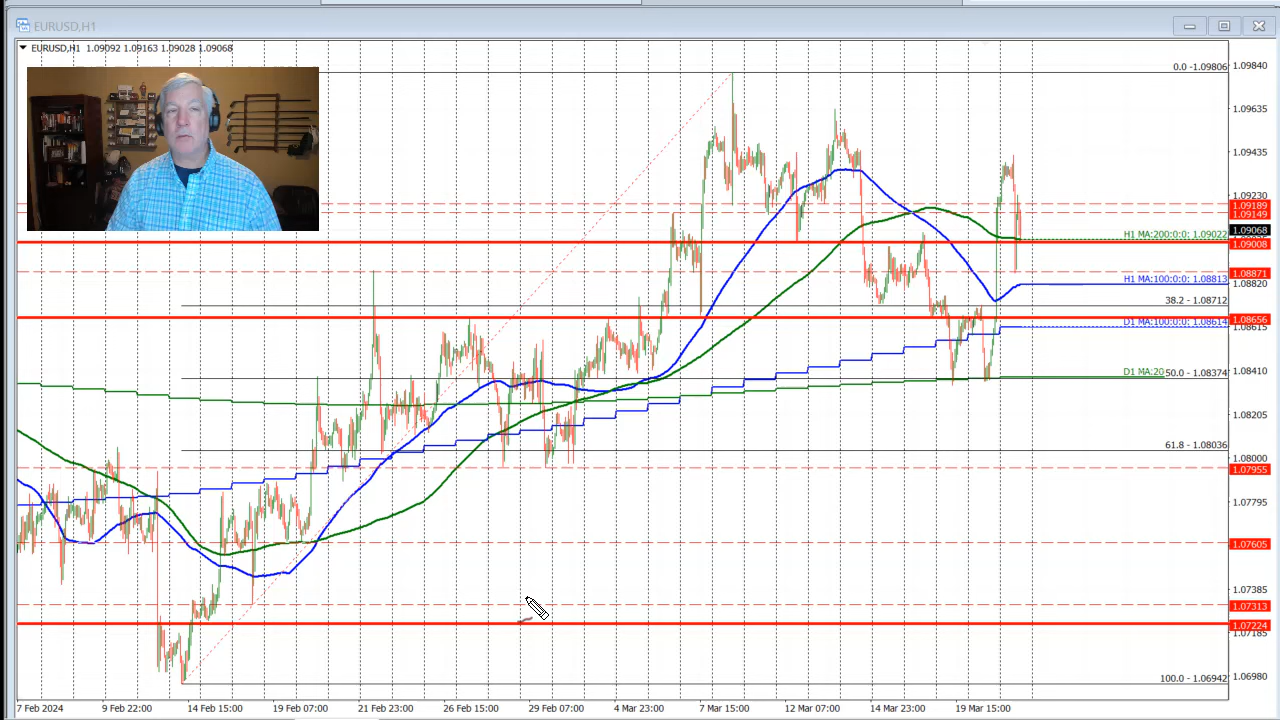 EURUSD,H1
EURUSD,H1 1.09092 1.09163 1.09028 1.09068
0.0 -1.09806
1.09840
1.09635
1.09435
1.09230
1.09189
1.09149
1.09068
H1 MA:200:0:0: 1.09022
1.09008
1.08871
H1 MA:100:0:0: 1.08813
1.08820
38.2 - 1.08712
1.08656
D1 MA:100:0:0: 1.08614
1.08615
D1 MA:20
50.0 - 1.08374
1.08410
1.08205
61.8 - 1.08036
1.08000
1.07955
1.07795
1.07605
1.07385
1.07313
1.07224
1.07185
100.0 - 1.06942
1.06980
7 Feb 2024
9 Feb 22:00
14 Feb 15:00
19 Feb 07:00
21 Feb 23:00
26 Feb 15:00
29 Feb 07:00
4 Mar 23:00
7 Mar 15:00
12 Mar 07:00
14 Mar 23:00
19 Mar 15:00